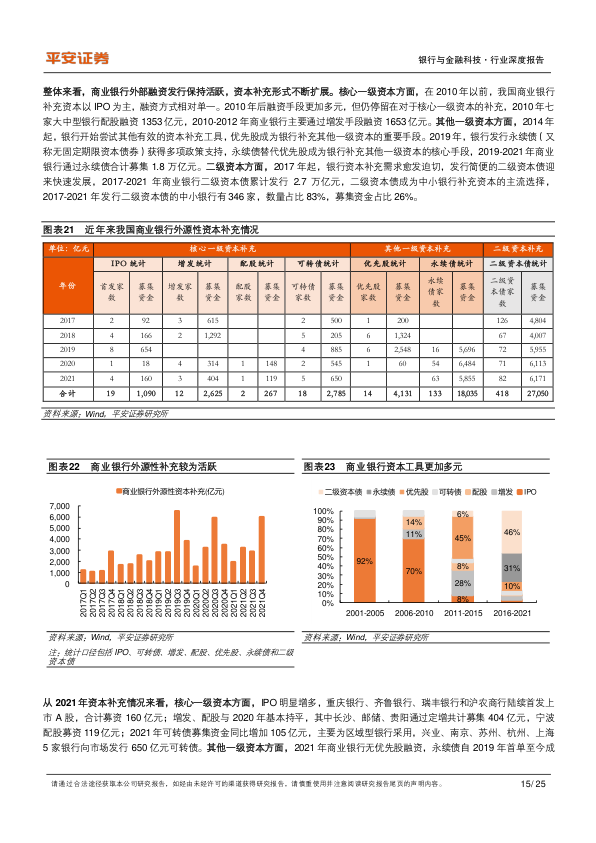 平安证券
银行与金融科技·行业深度报告
整体来看，商业银行外部融资发行保持活跃，资本补充形式不断扩展。核心一级资本方面，在 2010 年以前，我国商业银行
补充资本以 IPO 为主，融资方式相对单一。2010 年后融资手段更加多元，但仍停留在对于核心一级资本的补充，2010 年七
家大中型银行配股融资 1353 亿元，2010-2012 年商业银行主要通过增发手段融资 1653 亿元。其他一级资本方面，2014 年
起，银行开始尝试其他有效的资本补充工具，优先股成为银行补充其他一级资本的重要手段。2019 年，银行发行永续债（又
称无固定期限资本债券）获得多项政策支持，永续债替代优先股成为银行补充其他一级资本的核心手段，2019-2021 年商业
银行通过永续债合计募集 1.8 万亿元。二级资本方面，2017 年起，银行资本补充需求愈发迫切，发行简便的二级资本债迎
来快速发展，2017-2021 年商业银行二级资本债累计发行 2.7 万亿元，二级资本债成为中小银行补充资本的主流选择，
2017-2021 年发行二级资本债的中小银行有 346 家，数量占比 83%，募集资金占比 26%。
图表21 近年来我国商业银行外源性资本补充情况
单位：亿元 核心一级资本补充 其他一级资本补充 二级资本补充
年份 IPO 统计 增发统计 配股统计 可转债统计 优先股统计 永续债统计 二级资本债统计
首发家数 募集资金 增发家数 募集资金 配股家数 募集资金 可转债家数 募集资金 优先股家数 募集资金 永续债家数 募集资金 二级资本债家数 募集资金
2017 2 92 3 615 2 500 1 200 126 4,804
2018 4 166 2 1,292 5 205 6 1,324 67 4,007
2019 8 654 4 885 6 2,548 16 5,696 72 5,955
2020 1 18 4 314 1 148 2 545 1 60 54 6,484 71 6,113
2021 4 160 3 404 1 119 5 650 63 5,855 82 6,171
合计 19 1,090 12 2,625 2 267 18 2,785 14 4,131 133 18,035 418 27,050
资料来源：Wind，平安证券研究所
图表22 商业银行外源性补充较为活跃
商业银行外源性资本补充(亿元)
7,000
6,000
5,000
4,000
3,000
2,000
1,000
0
2017Q1 2017Q2 2017Q3 2017Q4 2018Q1 2018Q2 2018Q3 2018Q4 2019Q1 2019Q2 2019Q3 2019Q4 2020Q1 2020Q2 2020Q3 2020Q4 2021Q1 2021Q2 2021Q3 2021Q4
资料来源：Wind，平安证券研究所
注：统计口径包括 IPO、可转债、增发、配股、优先股、永续债和二级
资本债
图表23 商业银行资本工具更加多元
二级资本债 永续债 优先股 可转债 配股 增发 IPO
100%
90%
80%
70%
60%
50%
40%
30%
20%
10%
0%
92%
14%
11%
70%
6%
45%
8%
28%
8%
46%
31%
10%
2001-2005 2006-2010 2011-2015 2016-2021
资料来源：Wind，平安证券研究所
从 2021 年资本补充情况来看，核心一级资本方面，IPO 明显增多，重庆银行、齐鲁银行、瑞丰银行和沪农商行陆续首发上
市 A 股，合计募资 160 亿元；增发、配股与 2020 年基本持平，其中长沙、邮储、贵阳通过定增共计募集 404 亿元，宁波
配股募资 119 亿元；2021 年可转债募集资金同比增加 105 亿元，主要为区域型银行采用，兴业、南京、苏州、杭州、上海
5 家银行向市场发行 650 亿元可转债。其他一级资本方面，2021 年商业银行无优先股融资，永续债自 2019 年首单至今成
请通过合法途径获取本公司研究报告，如经由未经许可的渠道获得研究报告，请慎重使用并注意阅读研究报告尾页的声明内容。
15/ 25